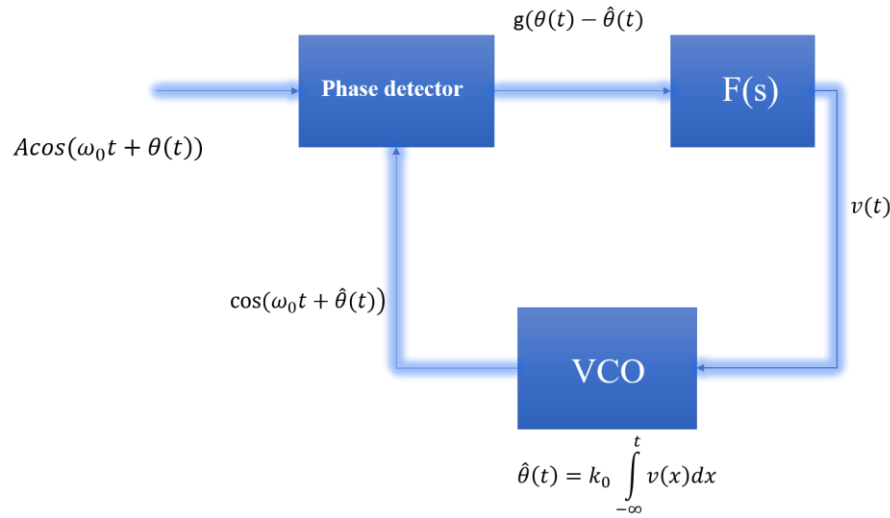 g(θ(t) − θ̂(t)
Phase detector
F(s)
Acos(ω₀t + θ(t))
v(t)
cos(ω₀t + θ̂(t))
VCO
θ̂(t) = k₀ ∫_{−∞}^{t} v(x)dx